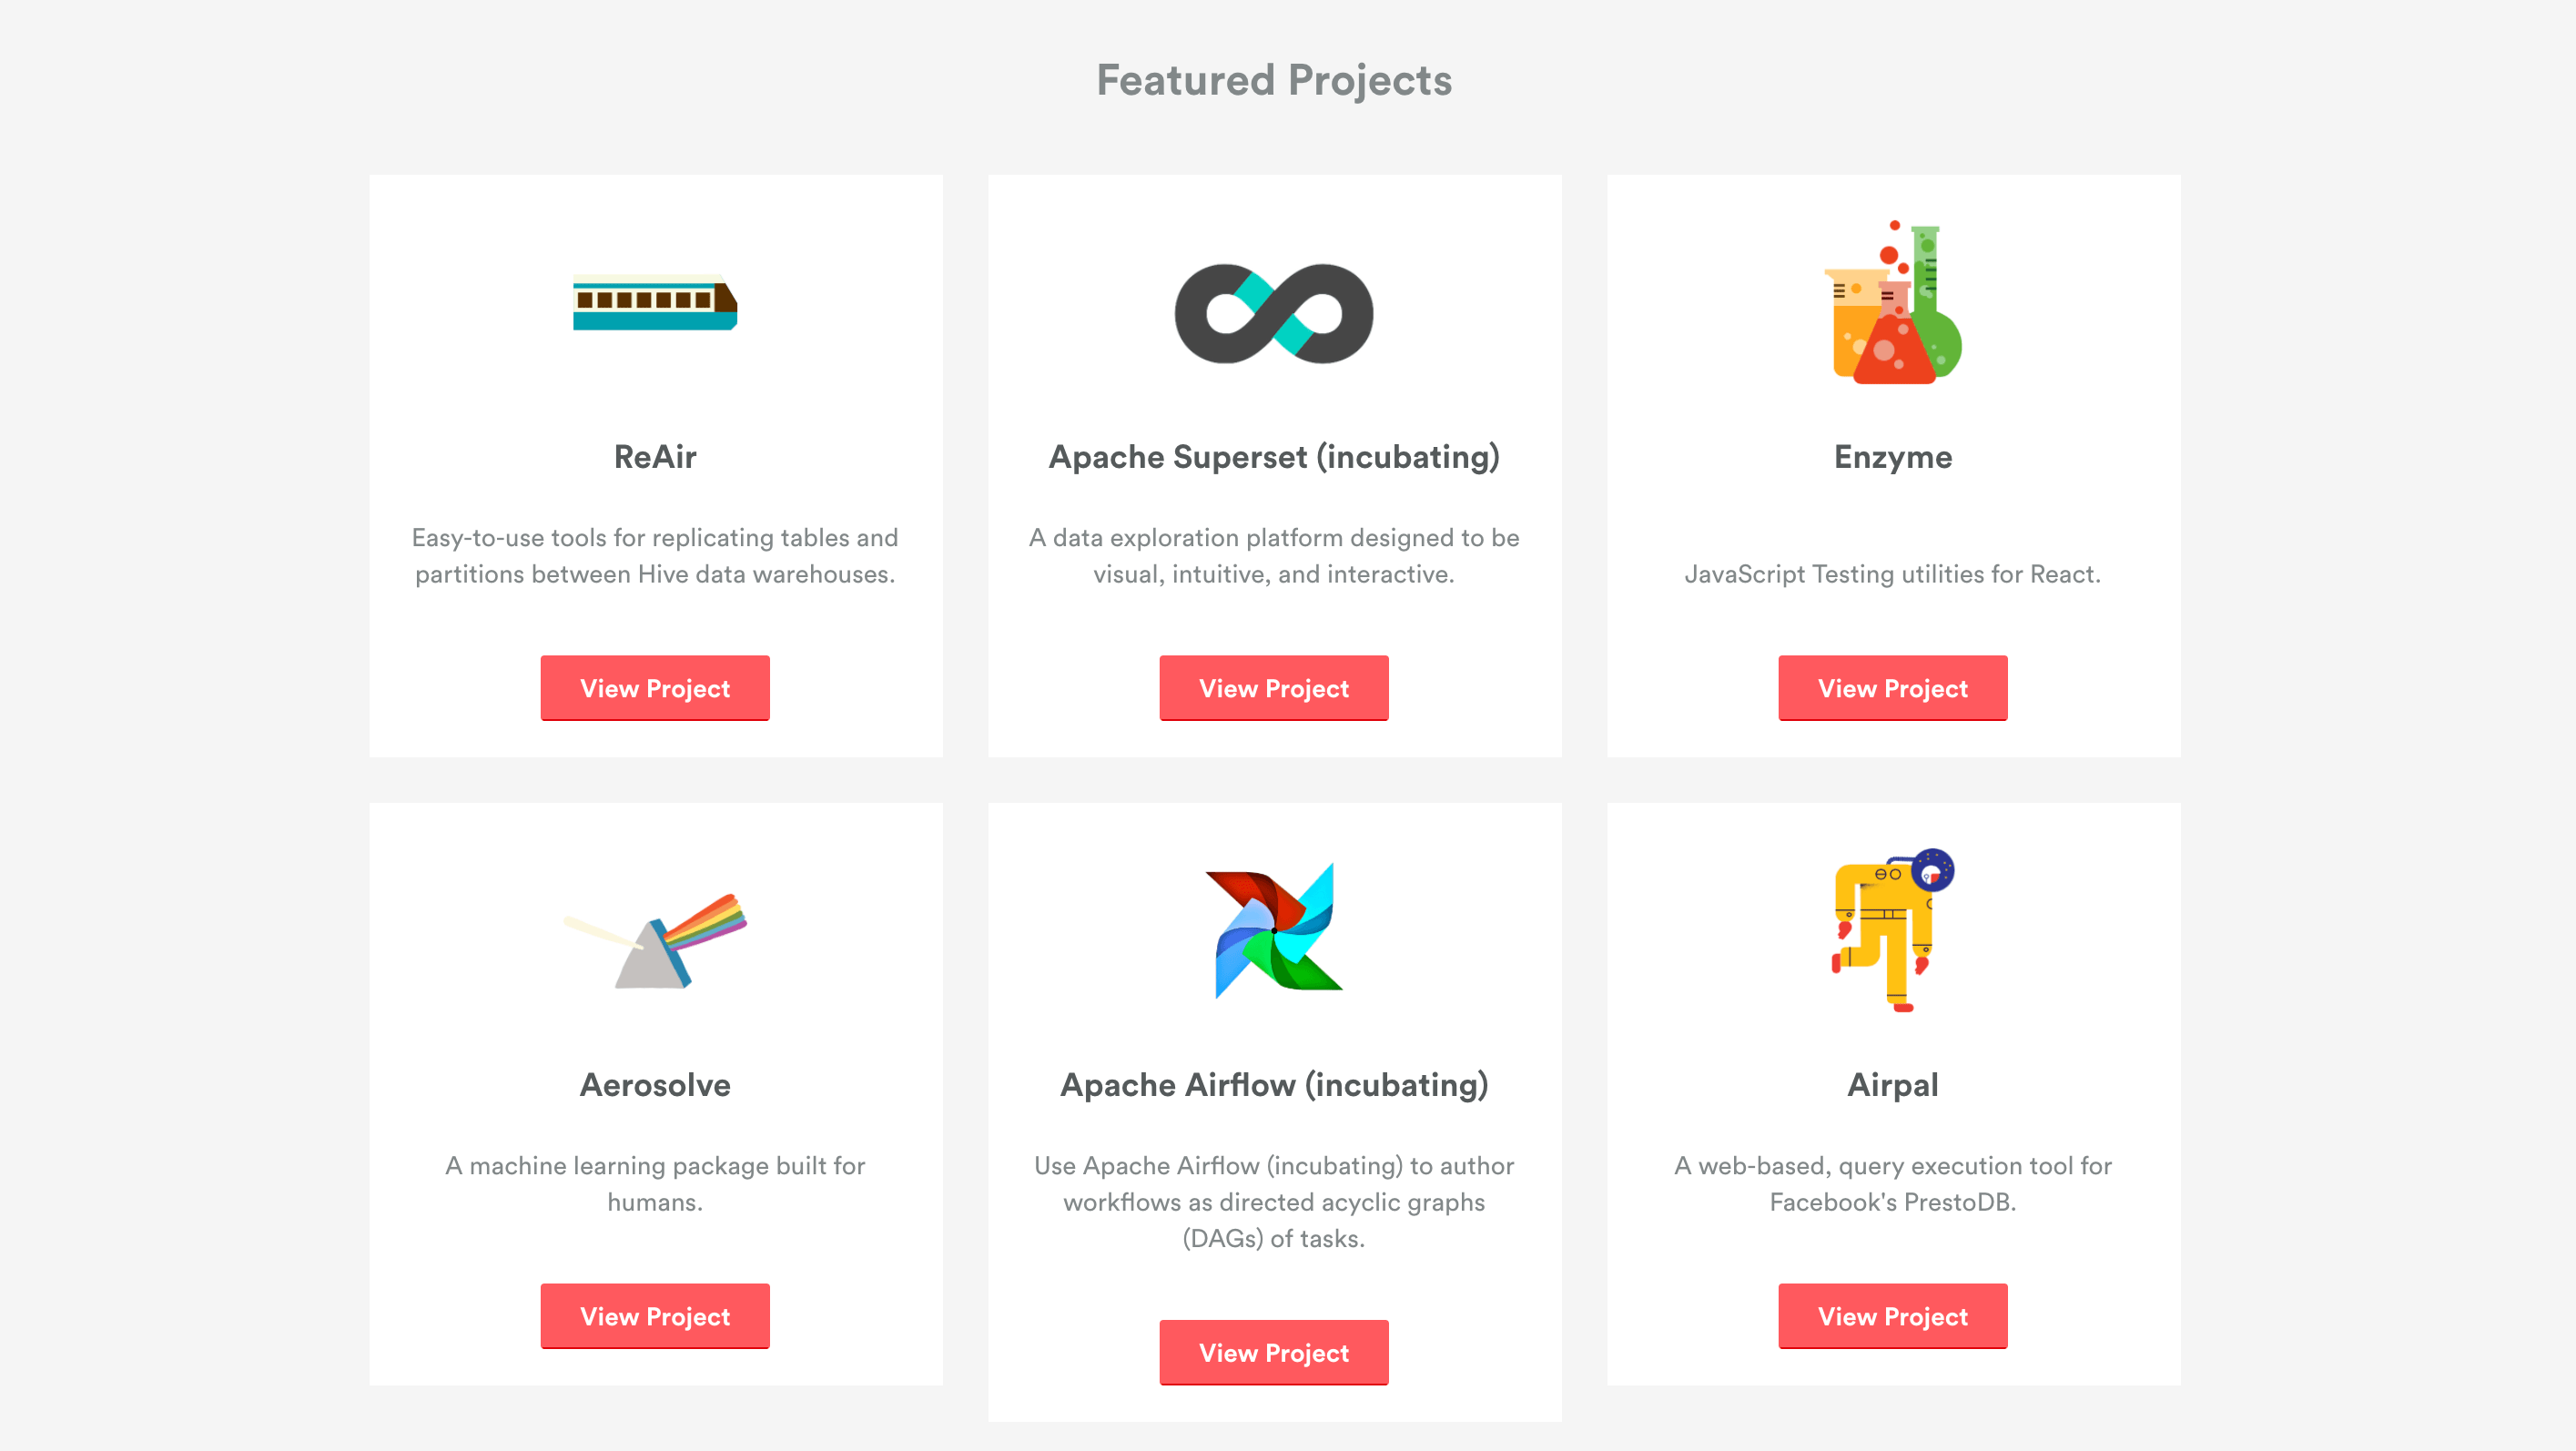 Featured Projects
ReAir
Easy-to-use tools for replicating tables and
partitions between Hive data warehouses.
View Project
Apache Superset (incubating)
A data exploration platform designed to be
visual, intuitive, and interactive.
View Project
Enzyme
JavaScript Testing utilities for React.
View Project
Aerosolve
A machine learning package built for
humans.
View Project
Apache Airflow (incubating)
Use Apache Airflow (incubating) to author
workflows as directed acyclic graphs
(DAGs) of tasks.
View Project
Airpal
A web-based, query execution tool for
Facebook's PrestoDB.
View Project